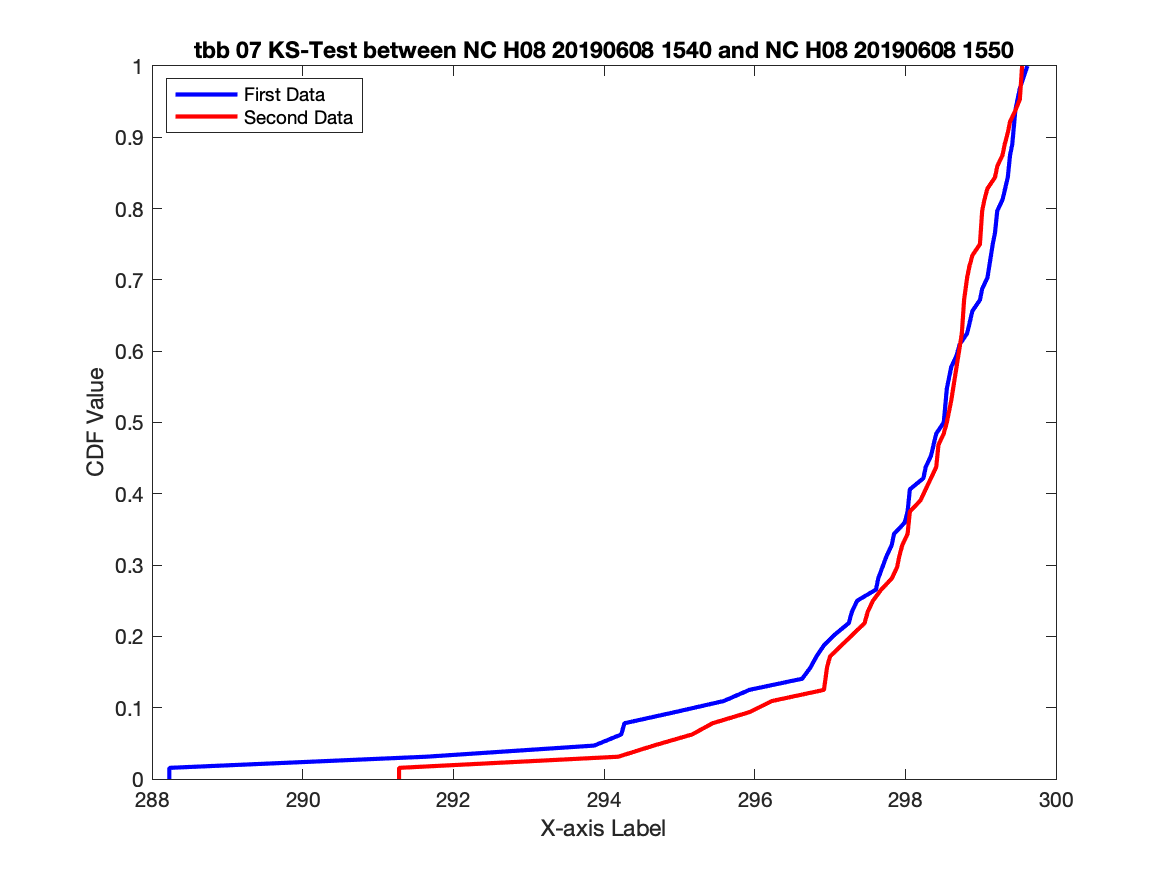 tbb 07 KS-Test between NC H08 20190608 1540 and NC H08 20190608 1550
First Data
Second Data
1
0.9
0.8
0.7
0.6
0.5
0.4
0.3
0.2
0.1
0
CDF Value
288 290 292 294 296 298 300
X-axis Label